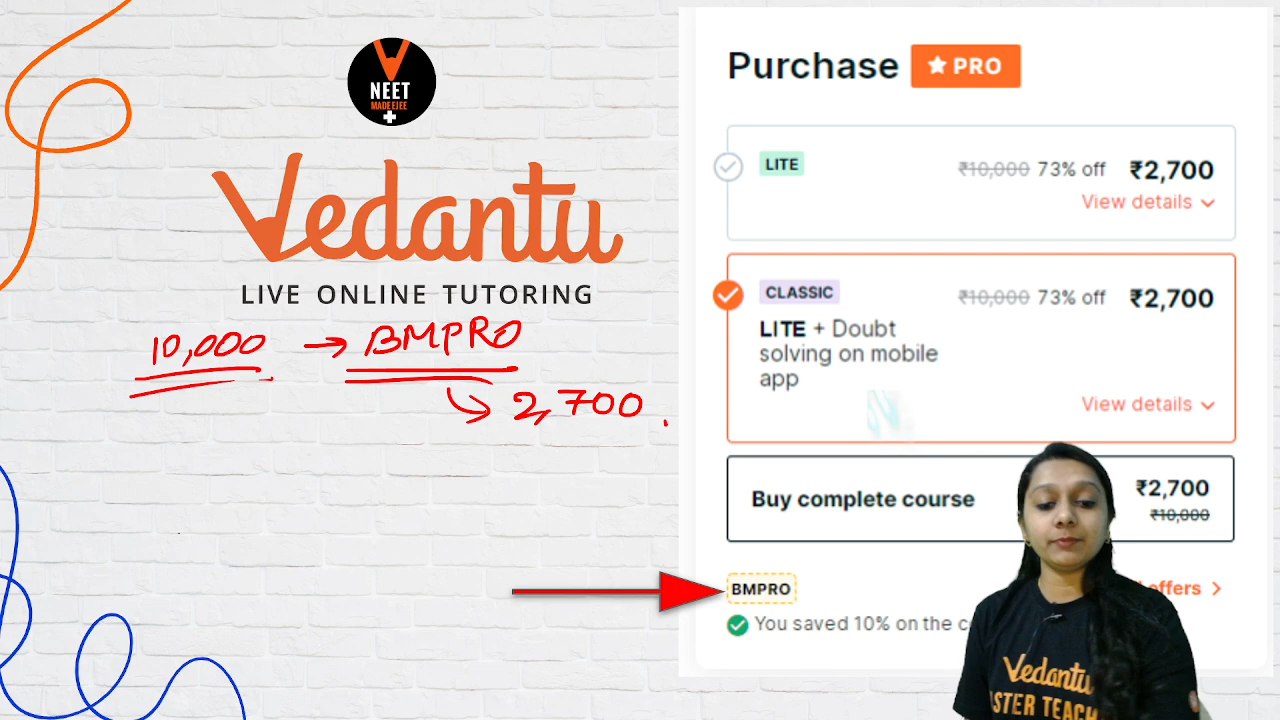 NEET
MADE EJEE
Vedantu
LIVE ONLINE TUTORING
10,000 → BMPRO
↳ 2,700.
Purchase ★ PRO
LITE ₹10,000 73% off ₹2,700
View details
CLASSIC ₹10,000 73% off ₹2,700
LITE + Doubt
solving on mobile
app
View details
Buy complete course ₹2,700
₹10,000
BMPRO offers
You saved 10% on the
Vedantu